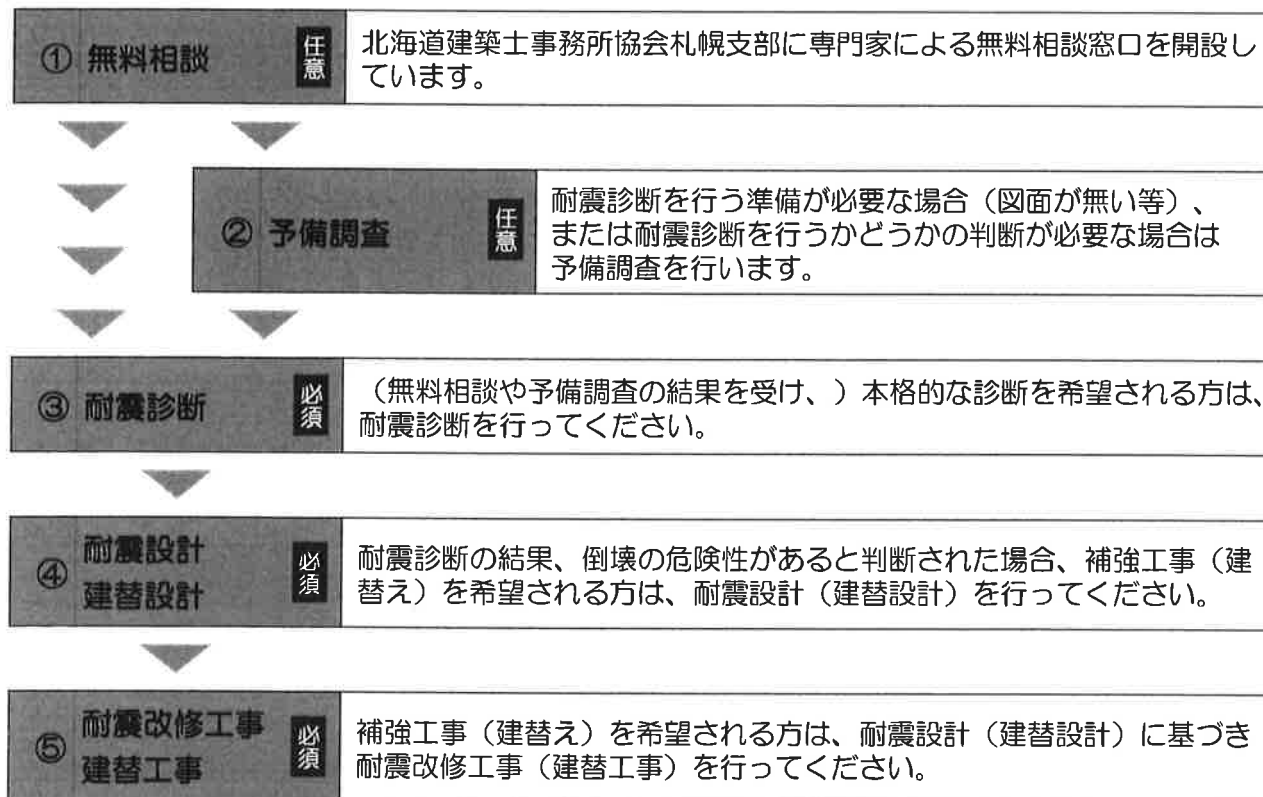 ① 無料相談
任意
北海道建築士事務所協会札幌支部に専門家による無料相談窓口を開設し
ています。
② 予備調査
任意
耐震診断を行う準備が必要な場合（図面が無い等）、
または耐震診断を行うかどうかの判断が必要な場合は
予備調査を行います。
③ 耐震診断
必須
（無料相談や予備調査の結果を受け、）本格的な診断を希望される方は、
耐震診断を行ってください。
④ 耐震設計
建替設計
必須
耐震診断の結果、倒壊の危険性があると判断された場合、補強工事（建
替え）を希望される方は、耐震設計（建替設計）を行ってください。
⑤ 耐震改修工事
建替工事
必須
補強工事（建替え）を希望される方は、耐震設計（建替設計）に基づき
耐震改修工事（建替工事）を行ってください。